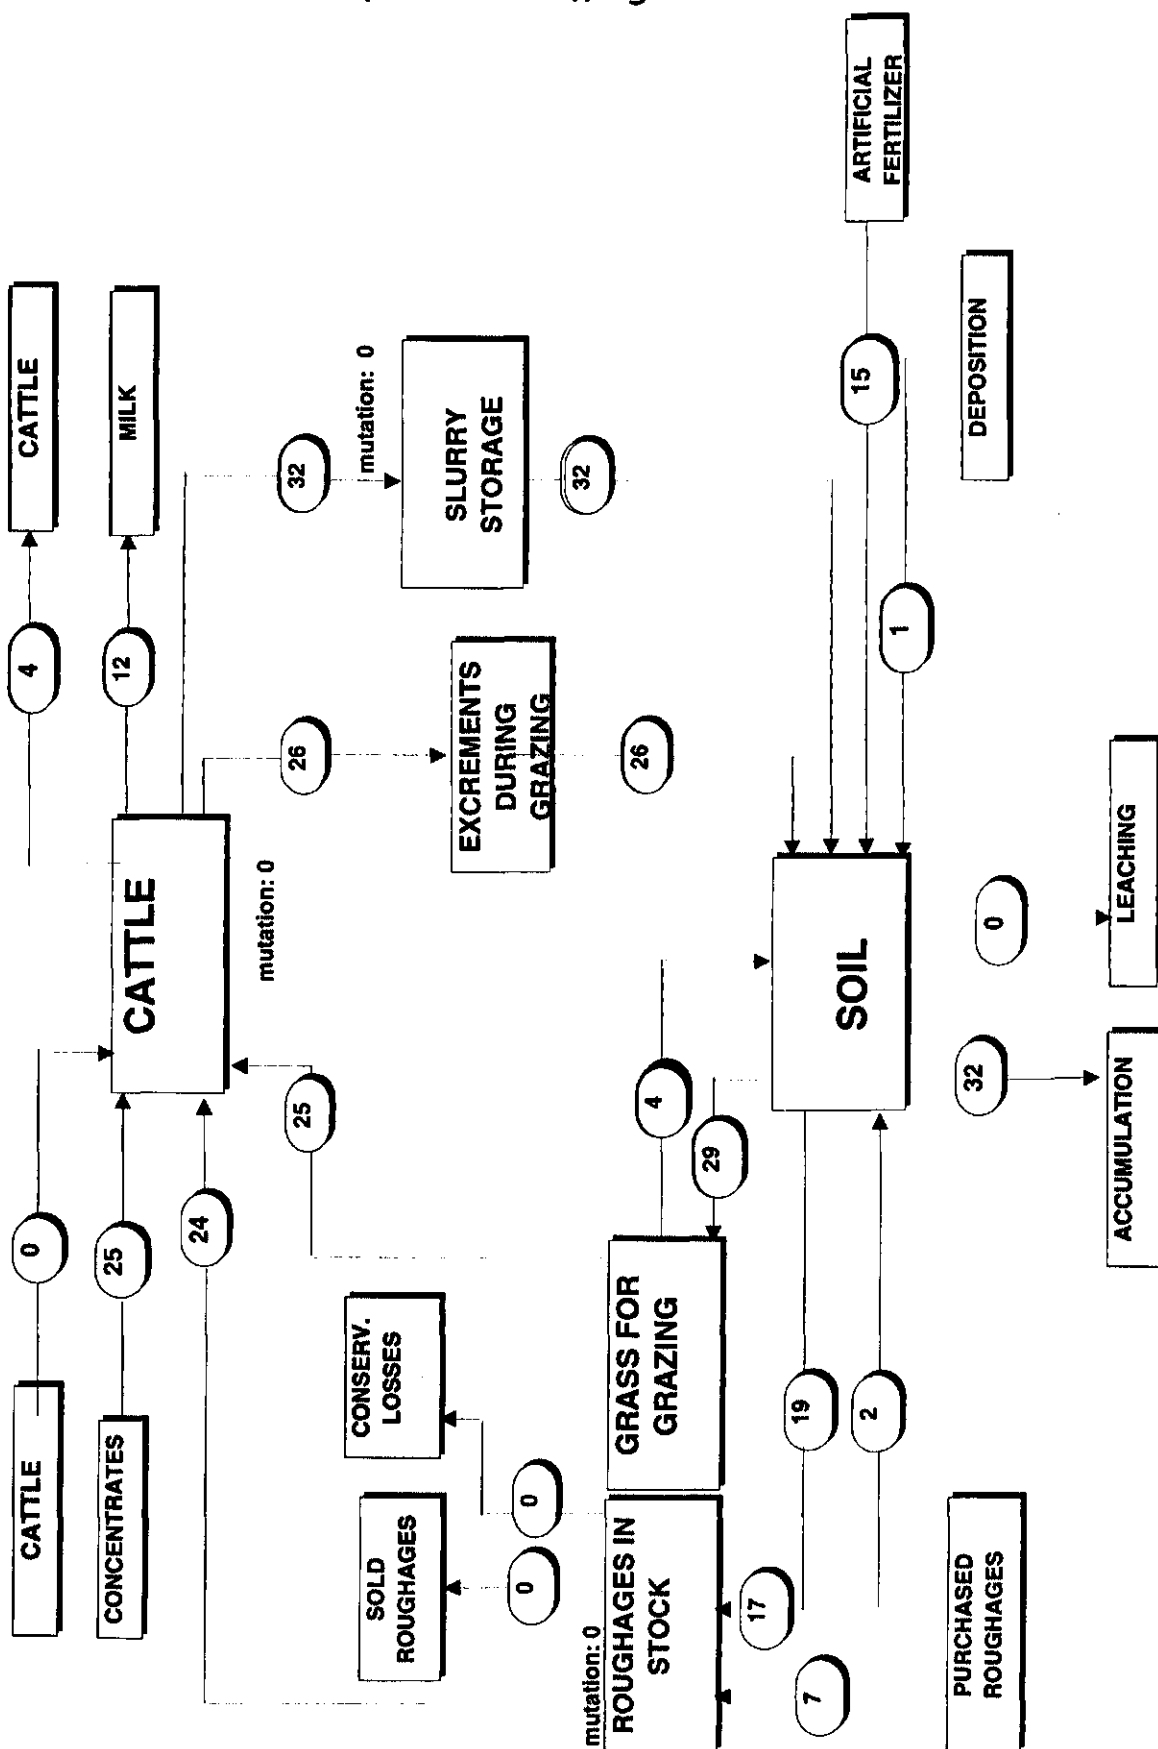 CATTLE
0
CATTLE
mutation: 0
4
CATTLE
CONCENTRATES
25
12
MILK
24
25
26
32
mutation: 0
CONSERV.
LOSSES
SOLD
ROUGHAGES
0
0
EXCREMENTS
DURING
GRAZING
SLURRY
STORAGE
26
32
mutation: 0
ROUGHAGES IN
STOCK
GRASS FOR
GRAZING
4
29
17
7
19
2
SOIL
15
1
ARTIFICIAL
FERTILIZER
PURCHASED
ROUGHAGES
32
0
DEPOSITION
ACCUMULATION
LEACHING